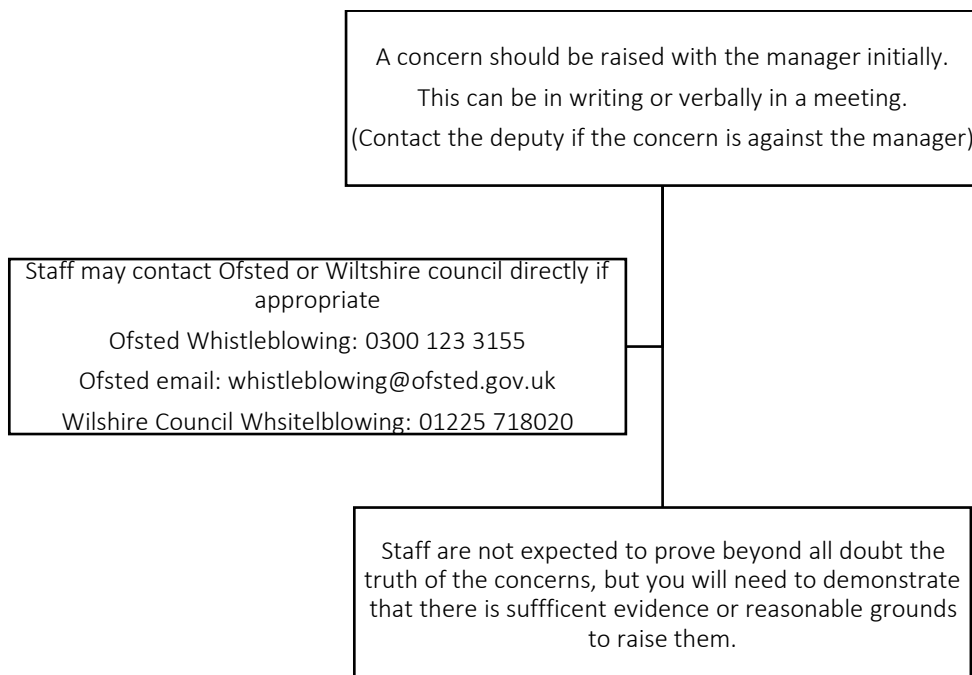 A concern should be raised with the manager initially.
This can be in writing or verbally in a meeting.
(Contact the deputy if the concern is against the manager)
Staff may contact Ofsted or Wiltshire council directly if
appropriate
Ofsted Whistleblowing: 0300 123 3155
Ofsted email: whistleblowing@ofsted.gov.uk
Wilshire Council Whsitelblowing: 01225 718020
Staff are not expected to prove beyond all doubt the
truth of the concerns, but you will need to demonstrate
that there is suffficent evidence or reasonable grounds
to raise them.